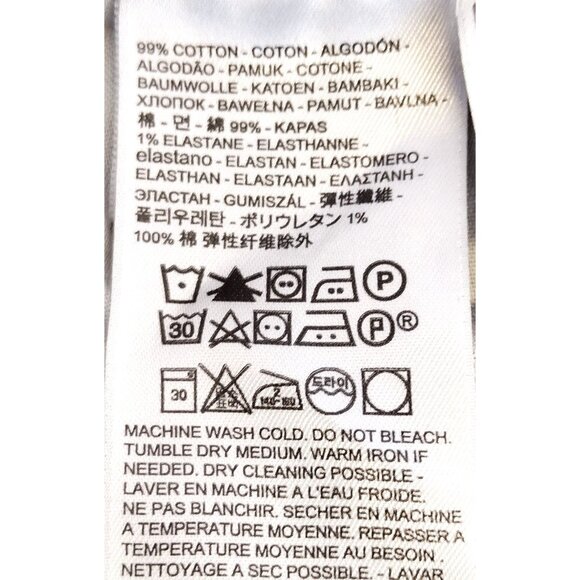 99% COTTON - COTON - ALGODÓN -
ALGODÃO - PAMUK - COTONE -
BAUMWOLLE - KATOEN - BAMBAKI -
ХЛОПОК - BAWEŁNA - PAMUT - BAVLNA -
棉 - 면 - 綿 99% - KAPAS
1% ELASTANE - ELASTHANNE -
elastano - ELASTAN - ELASTOMERO -
ELASTHAN - ELASTAAN - ΕΛΑΣΤΑΝΗ -
ЭЛАСТАН - GUMISZÁL - 彈性纖維 -
폴리우레탄 - ポリウレタン 1%
100% 棉 弹性纤维除外
P
30 P®
30 2 140-160 드라이
MACHINE WASH COLD. DO NOT BLEACH.
TUMBLE DRY MEDIUM. WARM IRON IF
NEEDED. DRY CLEANING POSSIBLE -
LAVER EN MACHINE A L'EAU FROIDE.
NE PAS BLANCHIR. SECHER EN MACHINE
A TEMPERATURE MOYENNE. REPASSER A
TEMPERATURE MOYENNE AU BESOIN .
NETTOYAGE A SEC POSSIBLE. - LAVAR